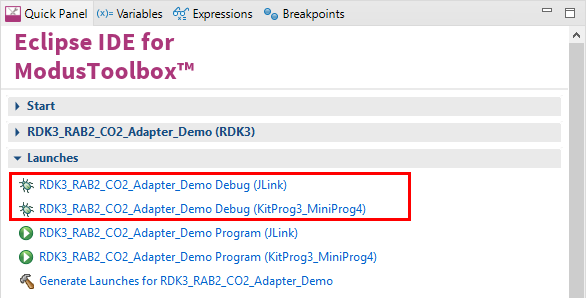 Quick Panel (x)= Variables Expressions Breakpoints
Eclipse IDE for
ModusToolbox™
Start
RDK3_RAB2_CO2_Adapter_Demo (RDK3)
Launches
RDK3_RAB2_CO2_Adapter_Demo Debug (JLink)
RDK3_RAB2_CO2_Adapter_Demo Debug (KitProg3_MiniProg4)
RDK3_RAB2_CO2_Adapter_Demo Program (JLink)
RDK3_RAB2_CO2_Adapter_Demo Program (KitProg3_MiniProg4)
Generate Launches for RDK3_RAB2_CO2_Adapter_Demo